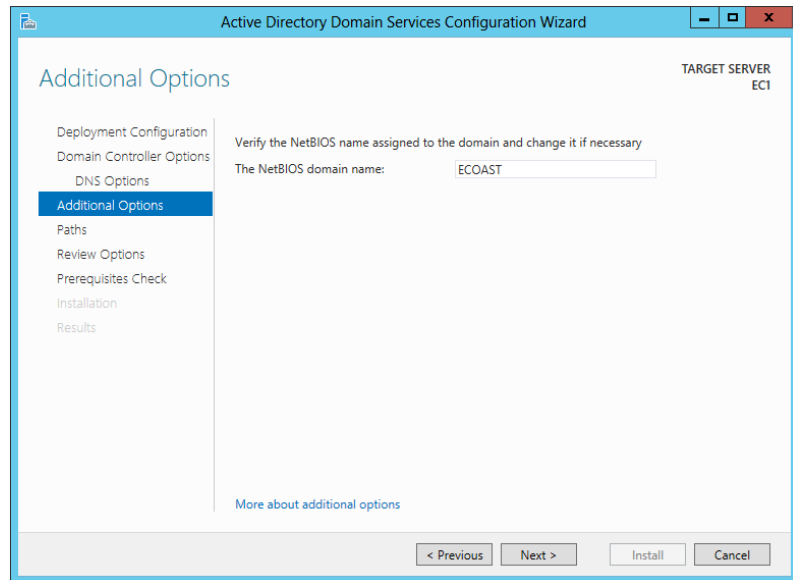 Active Directory Domain Services Configuration Wizard
Additional Options
TARGET SERVER
EC1
Deployment Configuration
Domain Controller Options
DNS Options
Additional Options
Paths
Review Options
Prerequisites Check
Installation
Results
Verify the NetBIOS name assigned to the domain and change it if necessary
The NetBIOS domain name: ECOAST
More about additional options
< Previous Next > Install Cancel